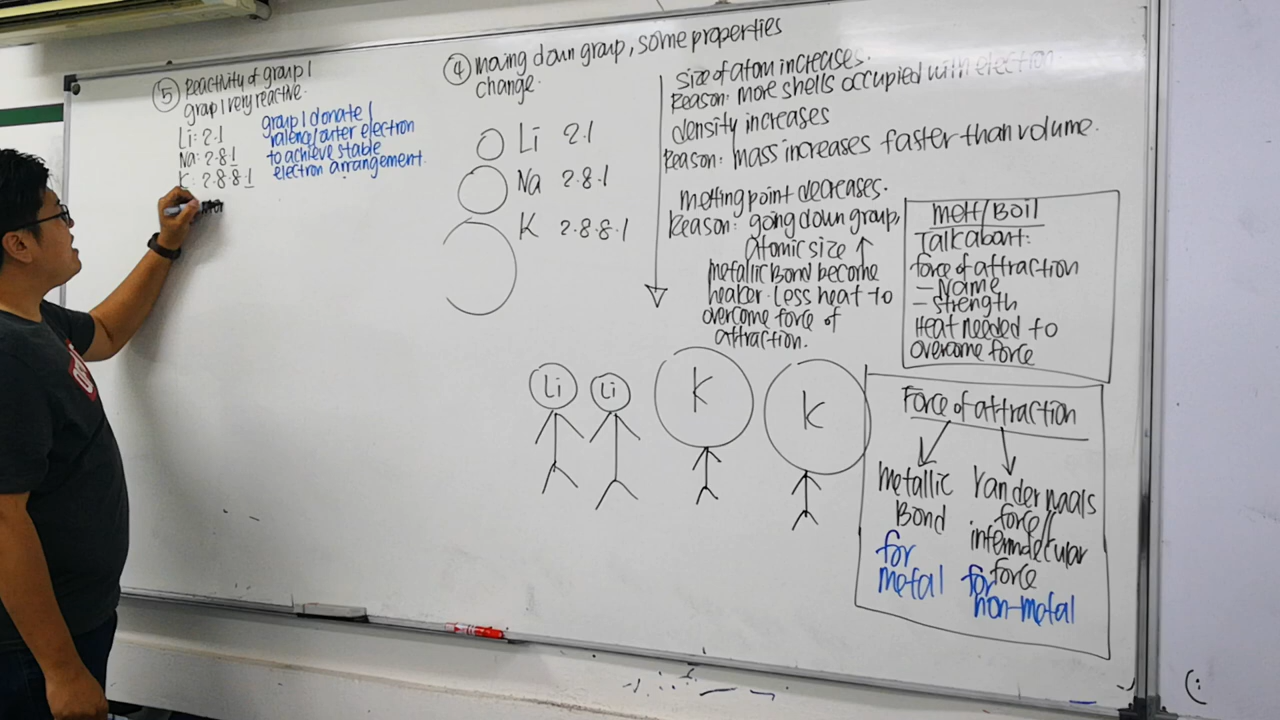 ⑤ Reactivity of group 1
group 1 very reactive.
Li: 2.1
Na: 2.8.1
K: 2.8.8.1
group 1 donate 1
valency/outer electron
to achieve stable
electron arrangement.
④ moving down group, some properties
change.
Li 2.1
Na 2.8.1
K 2.8.8.1
size of atom increases.
Reason: more shells occupied with electron.
density increases
Reason: mass increases faster than volume.
melting point decreases.
Reason: going down group,
atomic size ↑
metallic Bond become
weaker. Less heat to
overcome force of
attraction.
melt/Boil
Talk about:
force of attraction
- Name
- strength
Heat needed to
overcome force
Li Li K K
Force of attraction
metallic
Bond
for
metal
Van der waals
force//
intermolecular
force
for
non-metal